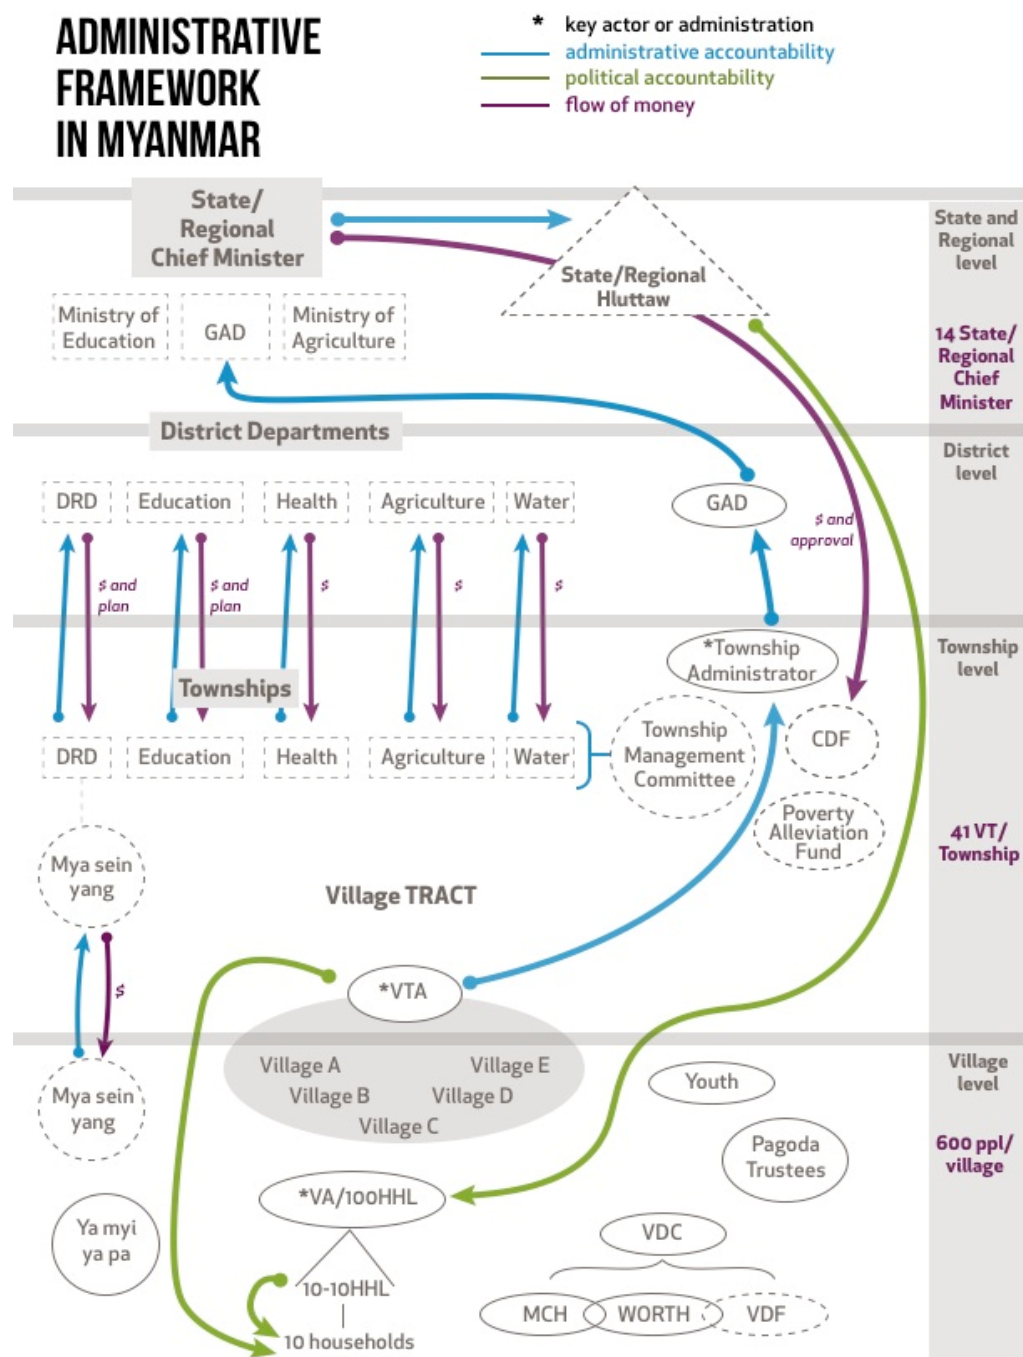 ADMINISTRATIVE
FRAMEWORK
IN MYANMAR
* key actor or administration
administrative accountability
political accountability
flow of money
State/
Regional
Chief Minister
State/Regional
Hluttaw
State and
Regional
level
14 State/
Regional
Chief
Minister
Ministry of
Education
GAD
Ministry of
Agriculture
District Departments
District
level
DRD
Education
Health
Agriculture
Water
GAD
$ and
approval
$ and
plan
$ and
plan
$
$
$
Townships
*Township
Administrator
Township
level
DRD
Education
Health
Agriculture
Water
Township
Management
Committee
CDF
Poverty
Alleviation
Fund
41 VT/
Township
Mya sein
yang
Village TRACT
*VTA
$
Mya sein
yang
Village A
Village E
Village B
Village D
Village C
Village
level
Youth
Pagoda
Trustees
600 ppl/
village
*VA/100HHL
Ya myi
ya pa
VDC
10-10HHL
10 households
MCH
WORTH
VDF